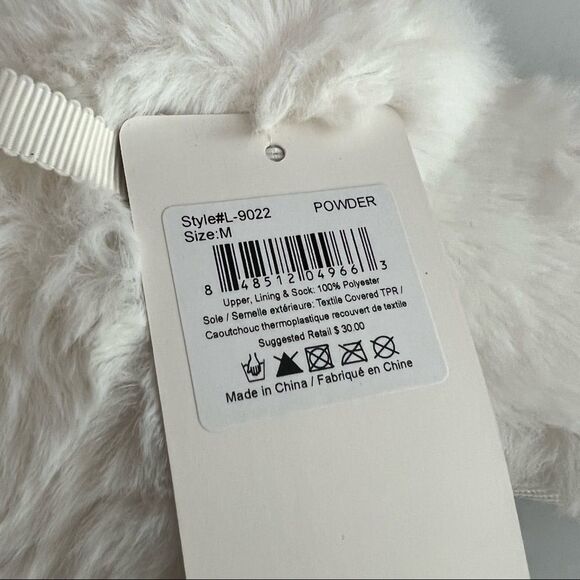 Style#L-9022 POWDER
Size:M
8 48512 04966 3
Upper, Lining & Sock: 100% Polyester
Sole / Semelle extérieure: Textile Covered TPR /
Caoutchouc thermoplastique recouvert de textile
Suggested Retail $ 30.00
Made in China / Fabriqué en Chine